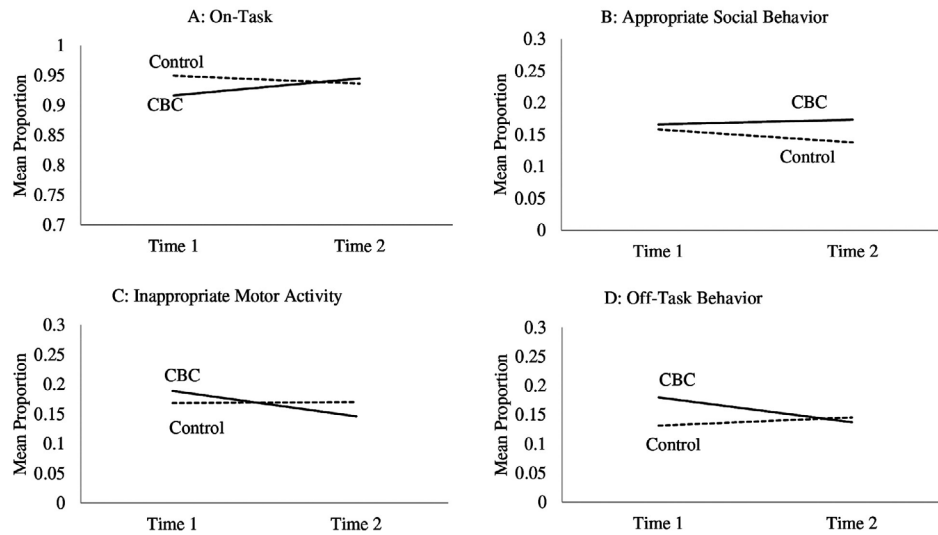 A: On-Task
Mean Proportion
1
0.95
0.9
0.85
0.8
0.75
0.7
Control
CBC
Time 1
Time 2
B: Appropriate Social Behavior
Mean Proportion
0.3
0.25
0.2
0.15
0.1
0.05
0
CBC
Control
Time 1
Time 2
C: Inappropriate Motor Activity
Mean Proportion
0.3
0.25
0.2
0.15
0.1
0.05
0
CBC
Control
Time 1
Time 2
D: Off-Task Behavior
Mean Proportion
0.3
0.25
0.2
0.15
0.1
0.05
0
CBC
Control
Time 1
Time 2